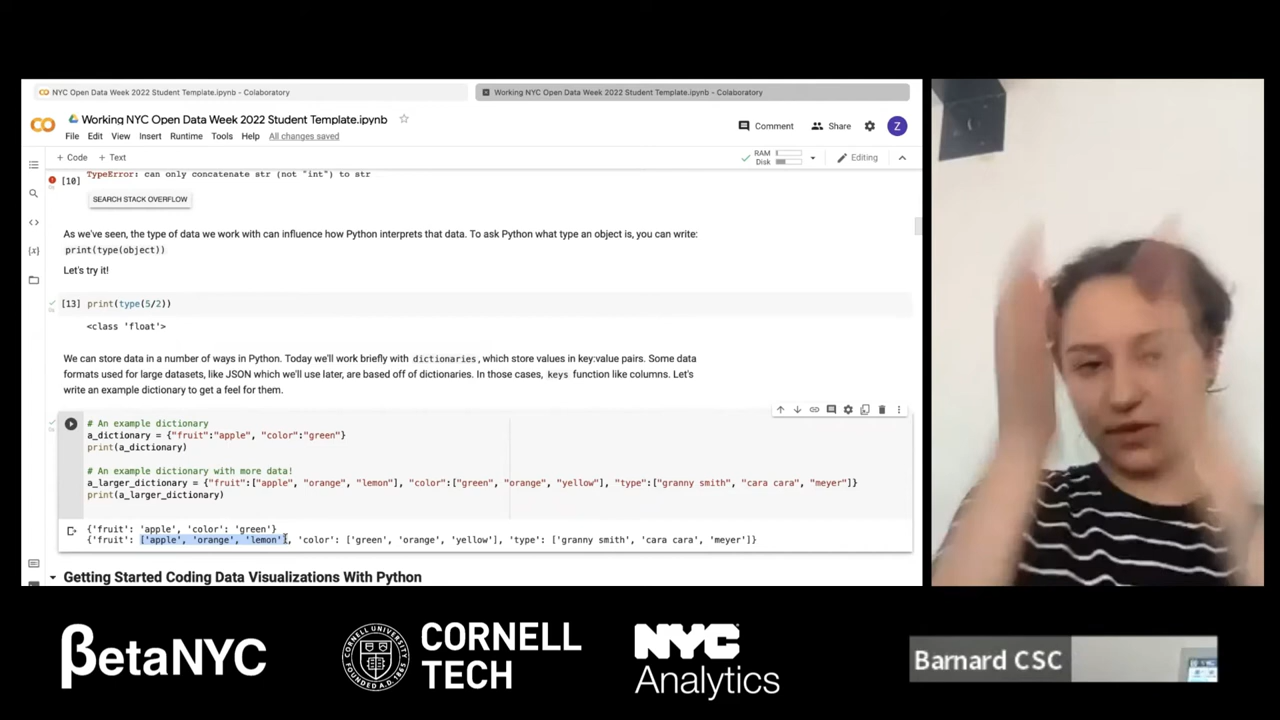 NYC Open Data Week 2022 Student Template.ipynb - Colaboratory
Working NYC Open Data Week 2022 Student Template.ipynb - Colaboratory
Working NYC Open Data Week 2022 Student Template.ipynb
File Edit View Insert Runtime Tools Help All changes saved
Comment Share Z
+ Code + Text
RAM
Disk
Editing
[10] TypeError: can only concatenate str (not "int") to str
SEARCH STACK OVERFLOW
As we've seen, the type of data we work with can influence how Python interprets that data. To ask Python what type an object is, you can write:
print(type(object))
Let's try it!
[13] print(type(5/2))
<class 'float'>
We can store data in a number of ways in Python. Today we'll work briefly with dictionaries, which store values in key:value pairs. Some data
formats used for large datasets, like JSON which we'll use later, are based off of dictionaries. In those cases, keys function like columns. Let's
write an example dictionary to get a feel for them.
# An example dictionary
a_dictionary = {"fruit":"apple", "color":"green"}
print(a_dictionary)
# An example dictionary with more data!
a_larger_dictionary = {"fruit":["apple", "orange", "lemon"], "color":["green", "orange", "yellow"], "type":["granny smith", "cara cara", "meyer"]}
print(a_larger_dictionary)
{'fruit': 'apple', 'color': 'green'}
{'fruit': ['apple', 'orange', 'lemon'], 'color': ['green', 'orange', 'yellow'], 'type': ['granny smith', 'cara cara', 'meyer']}
Getting Started Coding Data Visualizations With Python
βetaNYC
CORNELL
TECH
NYC
Analytics
Barnard CSC